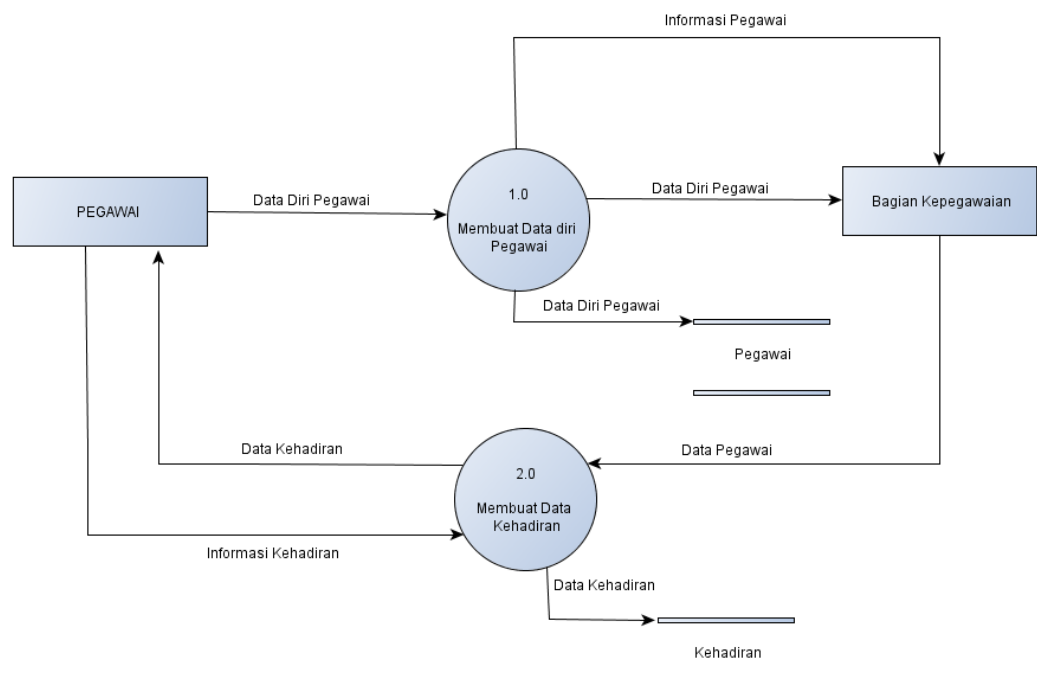 Informasi Pegawai
PEGAWAI
Data Diri Pegawai
1.0
Membuat Data diri
Pegawai
Data Diri Pegawai
Bagian Kepegawaian
Data Diri Pegawai
Pegawai
Data Kehadiran
2.0
Membuat Data
Kehadiran
Data Pegawai
Informasi Kehadiran
Data Kehadiran
Kehadiran